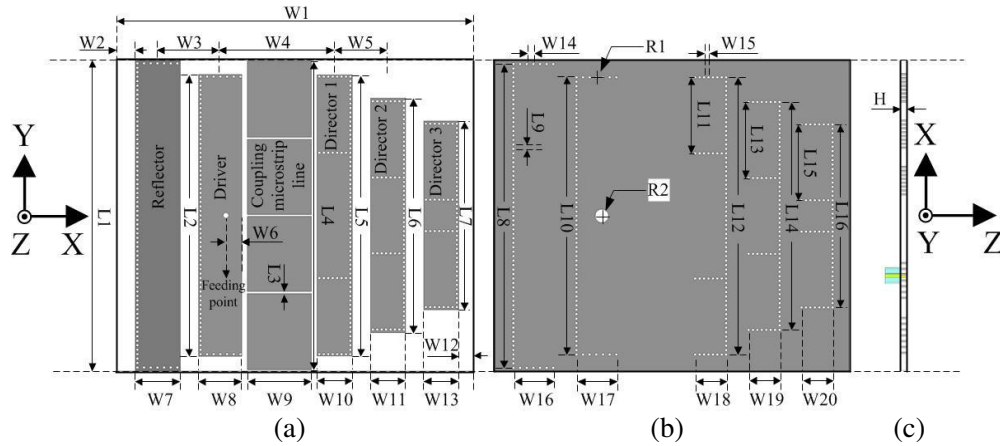 W1
W2
W3
W4
W5
W14
R1
W15
Y
Z
X
L1
Reflector
L2
Driver
Feeding
point
W6
Coupling
microstrip
line
L3
L4
Director 1
L5
Director 2
L6
Director 3
L7
W12
W7
W8
W9
W10
W11
W13
L8
L9
L10
R2
L11
L12
L13
L14
L15
L16
W16
W17
W18
W19
W20
H
X
Y
Z
(a)
(b)
(c)